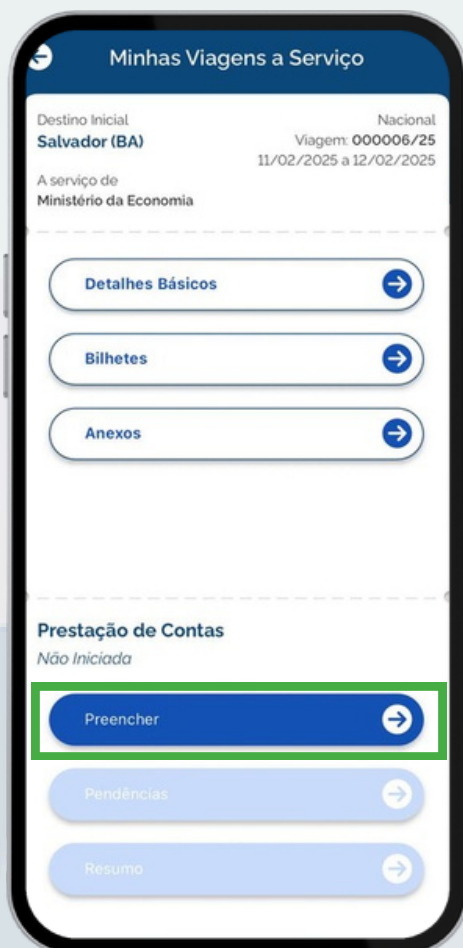 Minhas Viagens a Serviço
Destino Inicial
Nacional
Salvador (BA)
Viagem: 000006/25
11/02/2025 a 12/02/2025
A serviço de
Ministério da Economia
Detalhes Básicos
Bilhetes
Anexos
Prestação de Contas
Não Iniciada
Preencher
Pendências
Resumo